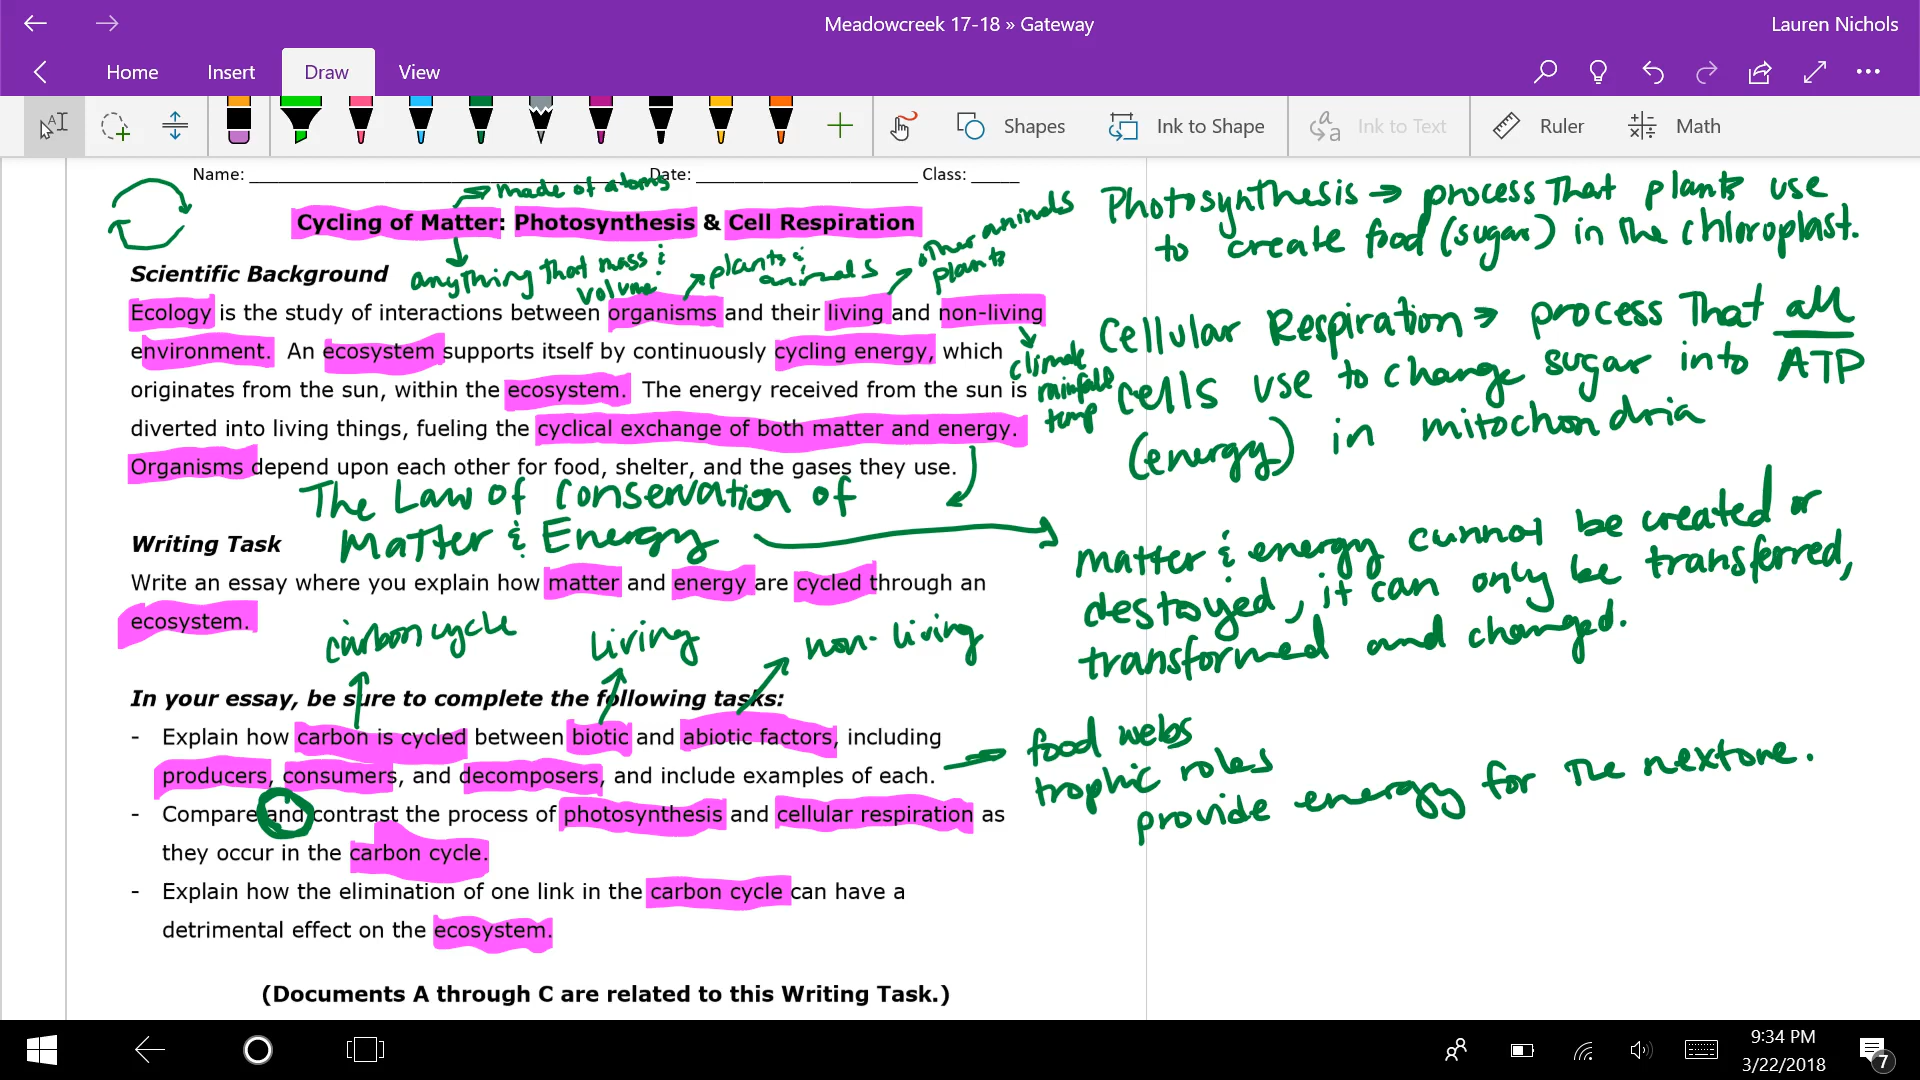 Meadowcreek 17-18 » Gateway
Lauren Nichols
Home Insert Draw View
Shapes Ink to Shape Ink to Text Ruler Math
Name: Date: Class:
made of atoms
Cycling of Matter: Photosynthesis & Cell Respiration
Scientific Background
anything that mass & volume
plants & animals
other animals
plants
Ecology is the study of interactions between organisms and their living and non-living
environment. An ecosystem supports itself by continuously cycling energy, which
originates from the sun, within the ecosystem. The energy received from the sun is
diverted into living things, fueling the cyclical exchange of both matter and energy.
Organisms depend upon each other for food, shelter, and the gases they use.
climate
rainfall
temp
The Law of Conservation of
Matter & Energy
Writing Task
Write an essay where you explain how matter and energy are cycled through an
ecosystem.
carbon cycle living non-living
In your essay, be sure to complete the following tasks:
- Explain how carbon is cycled between biotic and abiotic factors, including
producers, consumers, and decomposers, and include examples of each.
- Compare and contrast the process of photosynthesis and cellular respiration as
they occur in the carbon cycle.
- Explain how the elimination of one link in the carbon cycle can have a
detrimental effect on the ecosystem.
(Documents A through C are related to this Writing Task.)
Photosynthesis → process that plants use
to create food (sugar) in the chloroplast.
Cellular Respiration → process that all
cells use to change sugar into ATP
(energy) in mitochondria
matter & energy cannot be created or
destoyed, it can only be transferred,
transformed and changed.
food webs
trophic roles
provide energy for the next one.
9:34 PM
3/22/2018
7